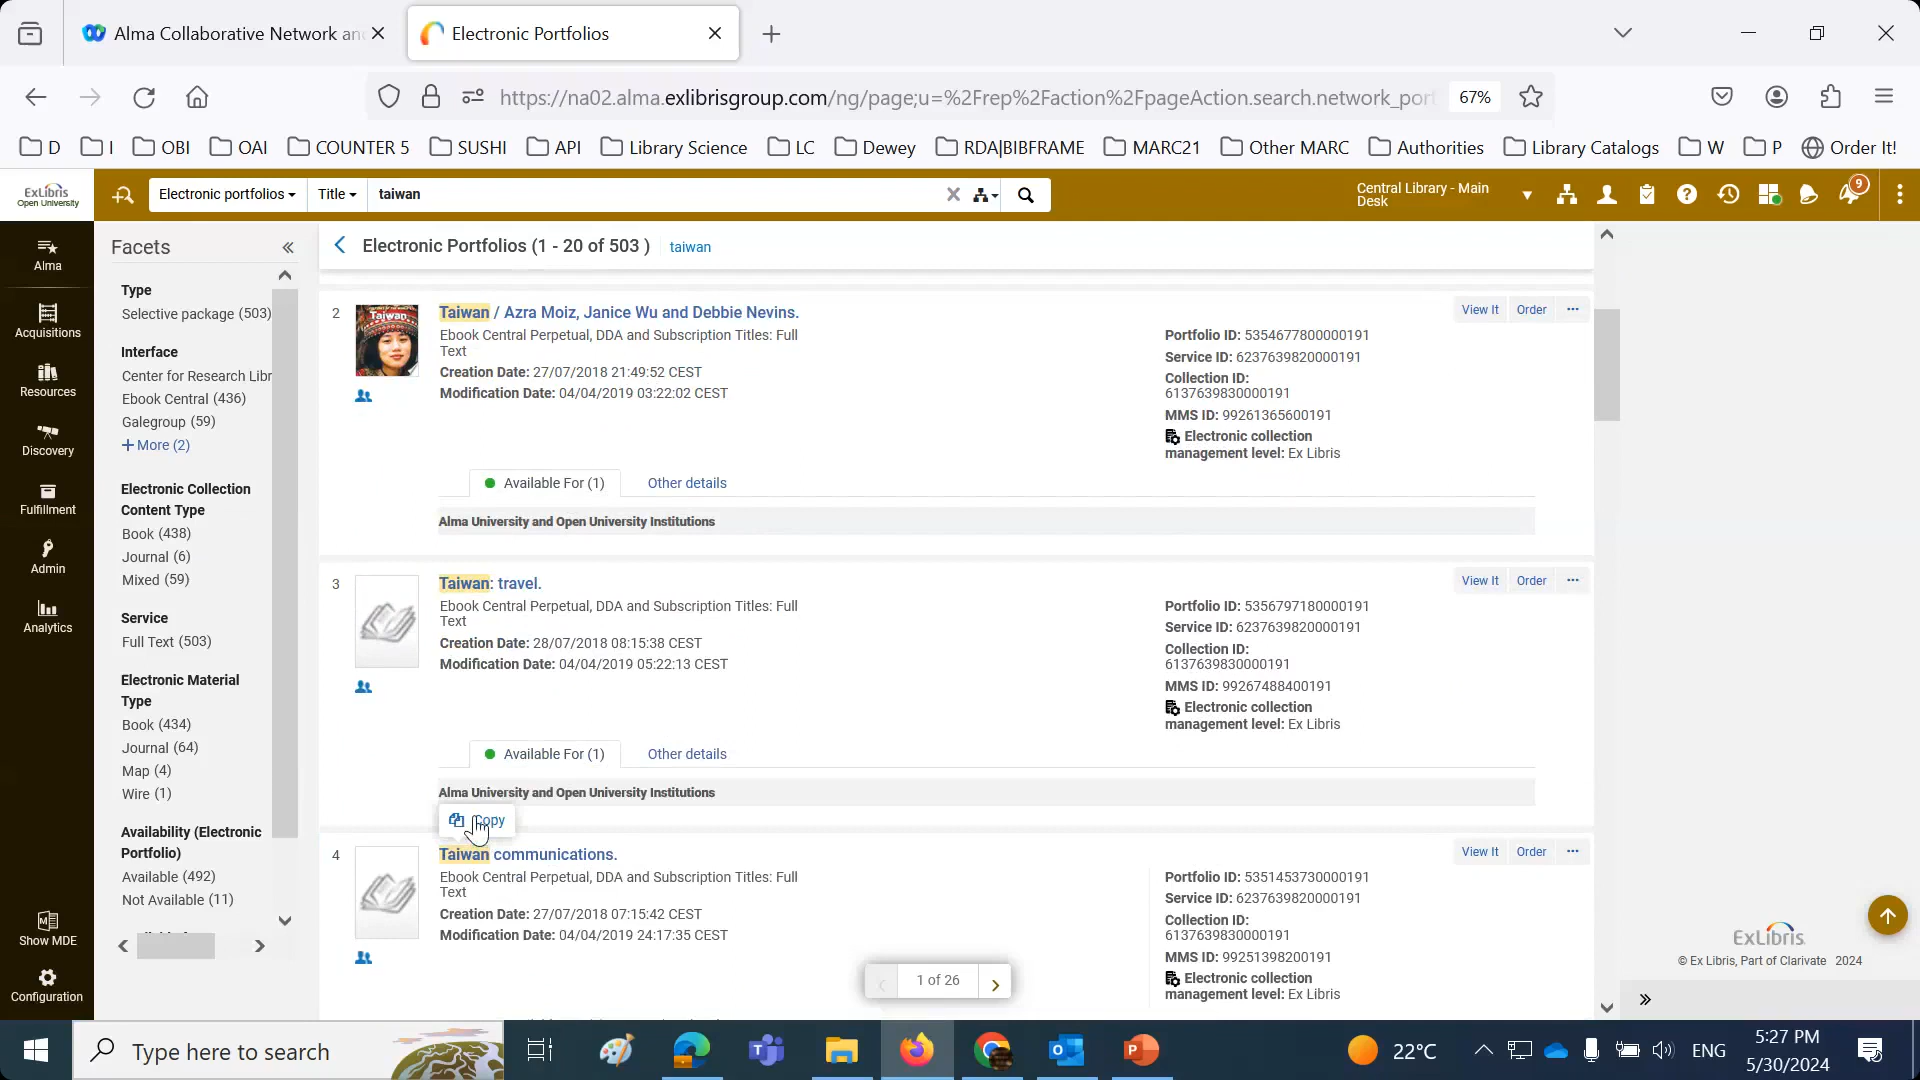 Alma Collaborative Network an
Electronic Portfolios
https://na02.alma.exlibrisgroup.com/ng/page;u=%2Frep%2Faction%2FpageAction.search.network_port
67%
D
I
OBI
OAI
COUNTER 5
SUSHI
API
Library Science
LC
Dewey
RDA|BIBFRAME
MARC21
Other MARC
Authorities
Library Catalogs
W
P
Order It!
ExLibris
Open University
Electronic portfolios
Title
taiwan
Central Library - Main
Desk
9
Alma
Acquisitions
Resources
Discovery
Fulfillment
Admin
Analytics
Show MDE
Configuration
Facets
Type
Selective package (503)
Interface
Center for Research Libr
Ebook Central (436)
Galegroup (59)
More (2)
Electronic Collection
Content Type
Book (438)
Journal (6)
Mixed (59)
Service
Full Text (503)
Electronic Material
Type
Book (434)
Journal (64)
Map (4)
Wire (1)
Availability (Electronic
Portfolio)
Available (492)
Not Available (11)
Electronic Portfolios (1 - 20 of 503 )
taiwan
2
Taiwan
Taiwan / Azra Moiz, Janice Wu and Debbie Nevins.
Ebook Central Perpetual, DDA and Subscription Titles: Full
Text
Creation Date: 27/07/2018 21:49:52 CEST
Modification Date: 04/04/2019 03:22:02 CEST
Portfolio ID: 5354677800000191
Service ID: 6237639820000191
Collection ID:
6137639830000191
MMS ID: 99261365600191
Electronic collection
management level: Ex Libris
View It
Order
Available For (1)
Other details
Alma University and Open University Institutions
3
Taiwan: travel.
Ebook Central Perpetual, DDA and Subscription Titles: Full
Text
Creation Date: 28/07/2018 08:15:38 CEST
Modification Date: 04/04/2019 05:22:13 CEST
Portfolio ID: 5356797180000191
Service ID: 6237639820000191
Collection ID:
6137639830000191
MMS ID: 99267488400191
Electronic collection
management level: Ex Libris
View It
Order
Available For (1)
Other details
Alma University and Open University Institutions
Copy
4
Taiwan communications.
Ebook Central Perpetual, DDA and Subscription Titles: Full
Text
Creation Date: 27/07/2018 07:15:42 CEST
Modification Date: 04/04/2019 24:17:35 CEST
Portfolio ID: 5351453730000191
Service ID: 6237639820000191
Collection ID:
6137639830000191
MMS ID: 99251398200191
Electronic collection
management level: Ex Libris
View It
Order
1 of 26
ExLibris
© Ex Libris, Part of Clarivate 2024
Type here to search
22°C
ENG
5:27 PM
5/30/2024